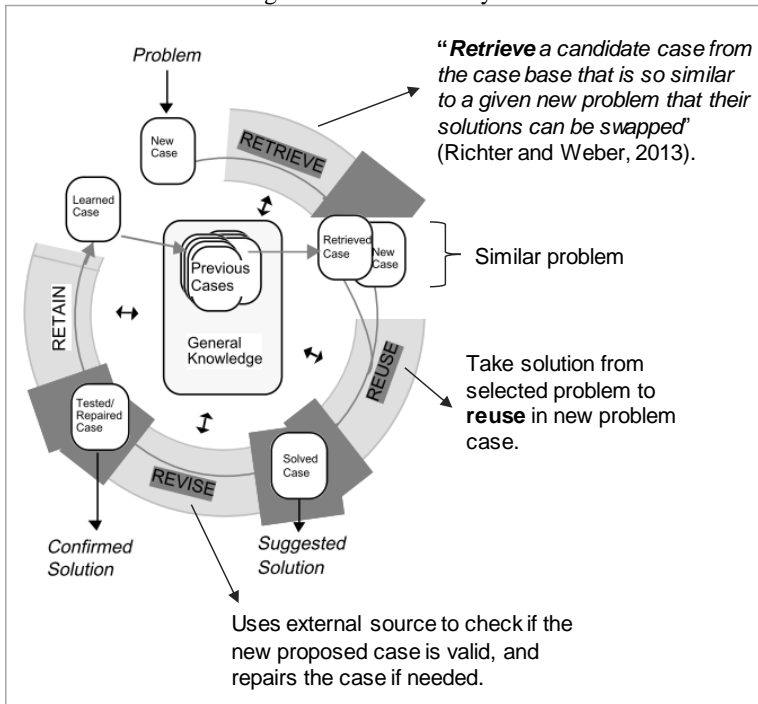 Problem
“Retrieve a candidate case from
the case base that is so similar
to a given new problem that their
solutions can be swapped”
(Richter and Weber, 2013).
New
Case
RETRIEVE
Learned
Case
Retrieved
Case
New
Case
Similar problem
Previous
Cases
General
Knowledge
RETAIN
REUSE
Take solution from
selected problem to
reuse in new problem
case.
Tested/
Repaired
Case
Solved
Case
REVISE
Confirmed
Solution
Suggested
Solution
Uses external source to check if the
new proposed case is valid, and
repairs the case if needed.